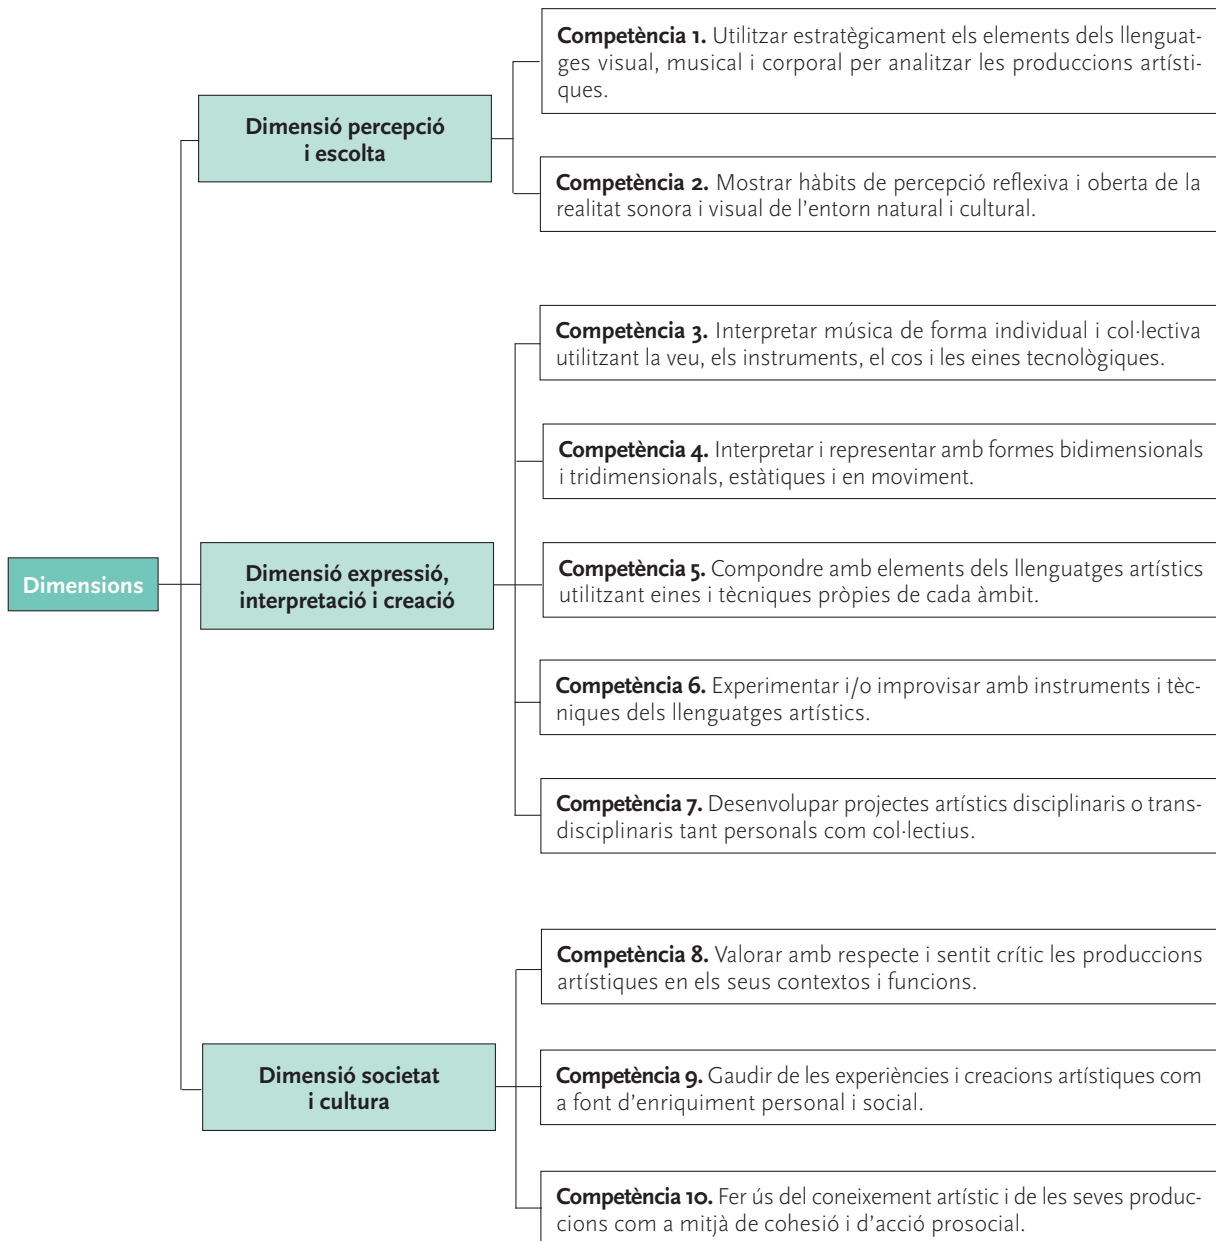 Competència 1. Utilitzar estratègicament els elements dels llenguat-
ges visual, musical i corporal per analitzar les produccions artísti-
ques.
Dimensió percepció
i escolta
Competència 2. Mostrar hàbits de percepció reflexiva i oberta de la
realitat sonora i visual de l’entorn natural i cultural.
Competència 3. Interpretar música de forma individual i col·lectiva
utilitzant la veu, els instruments, el cos i les eines tecnològiques.
Competència 4. Interpretar i representar amb formes bidimensionals
i tridimensionals, estàtiques i en moviment.
Dimensions
Dimensió expressió,
interpretació i creació
Competència 5. Compondre amb elements dels llenguatges artístics
utilitzant eines i tècniques pròpies de cada àmbit.
Competència 6. Experimentar i/o improvisar amb instruments i tèc-
niques dels llenguatges artístics.
Competència 7. Desenvolupar projectes artístics disciplinaris o trans-
disciplinaris tant personals com col·lectius.
Competència 8. Valorar amb respecte i sentit crític les produccions
artístiques en els seus contextos i funcions.
Dimensió societat
i cultura
Competència 9. Gaudir de les experiències i creacions artístiques com
a font d’enriquiment personal i social.
Competència 10. Fer ús del coneixement artístic i de les seves produc-
cions com a mitjà de cohesió i d’acció prosocial.